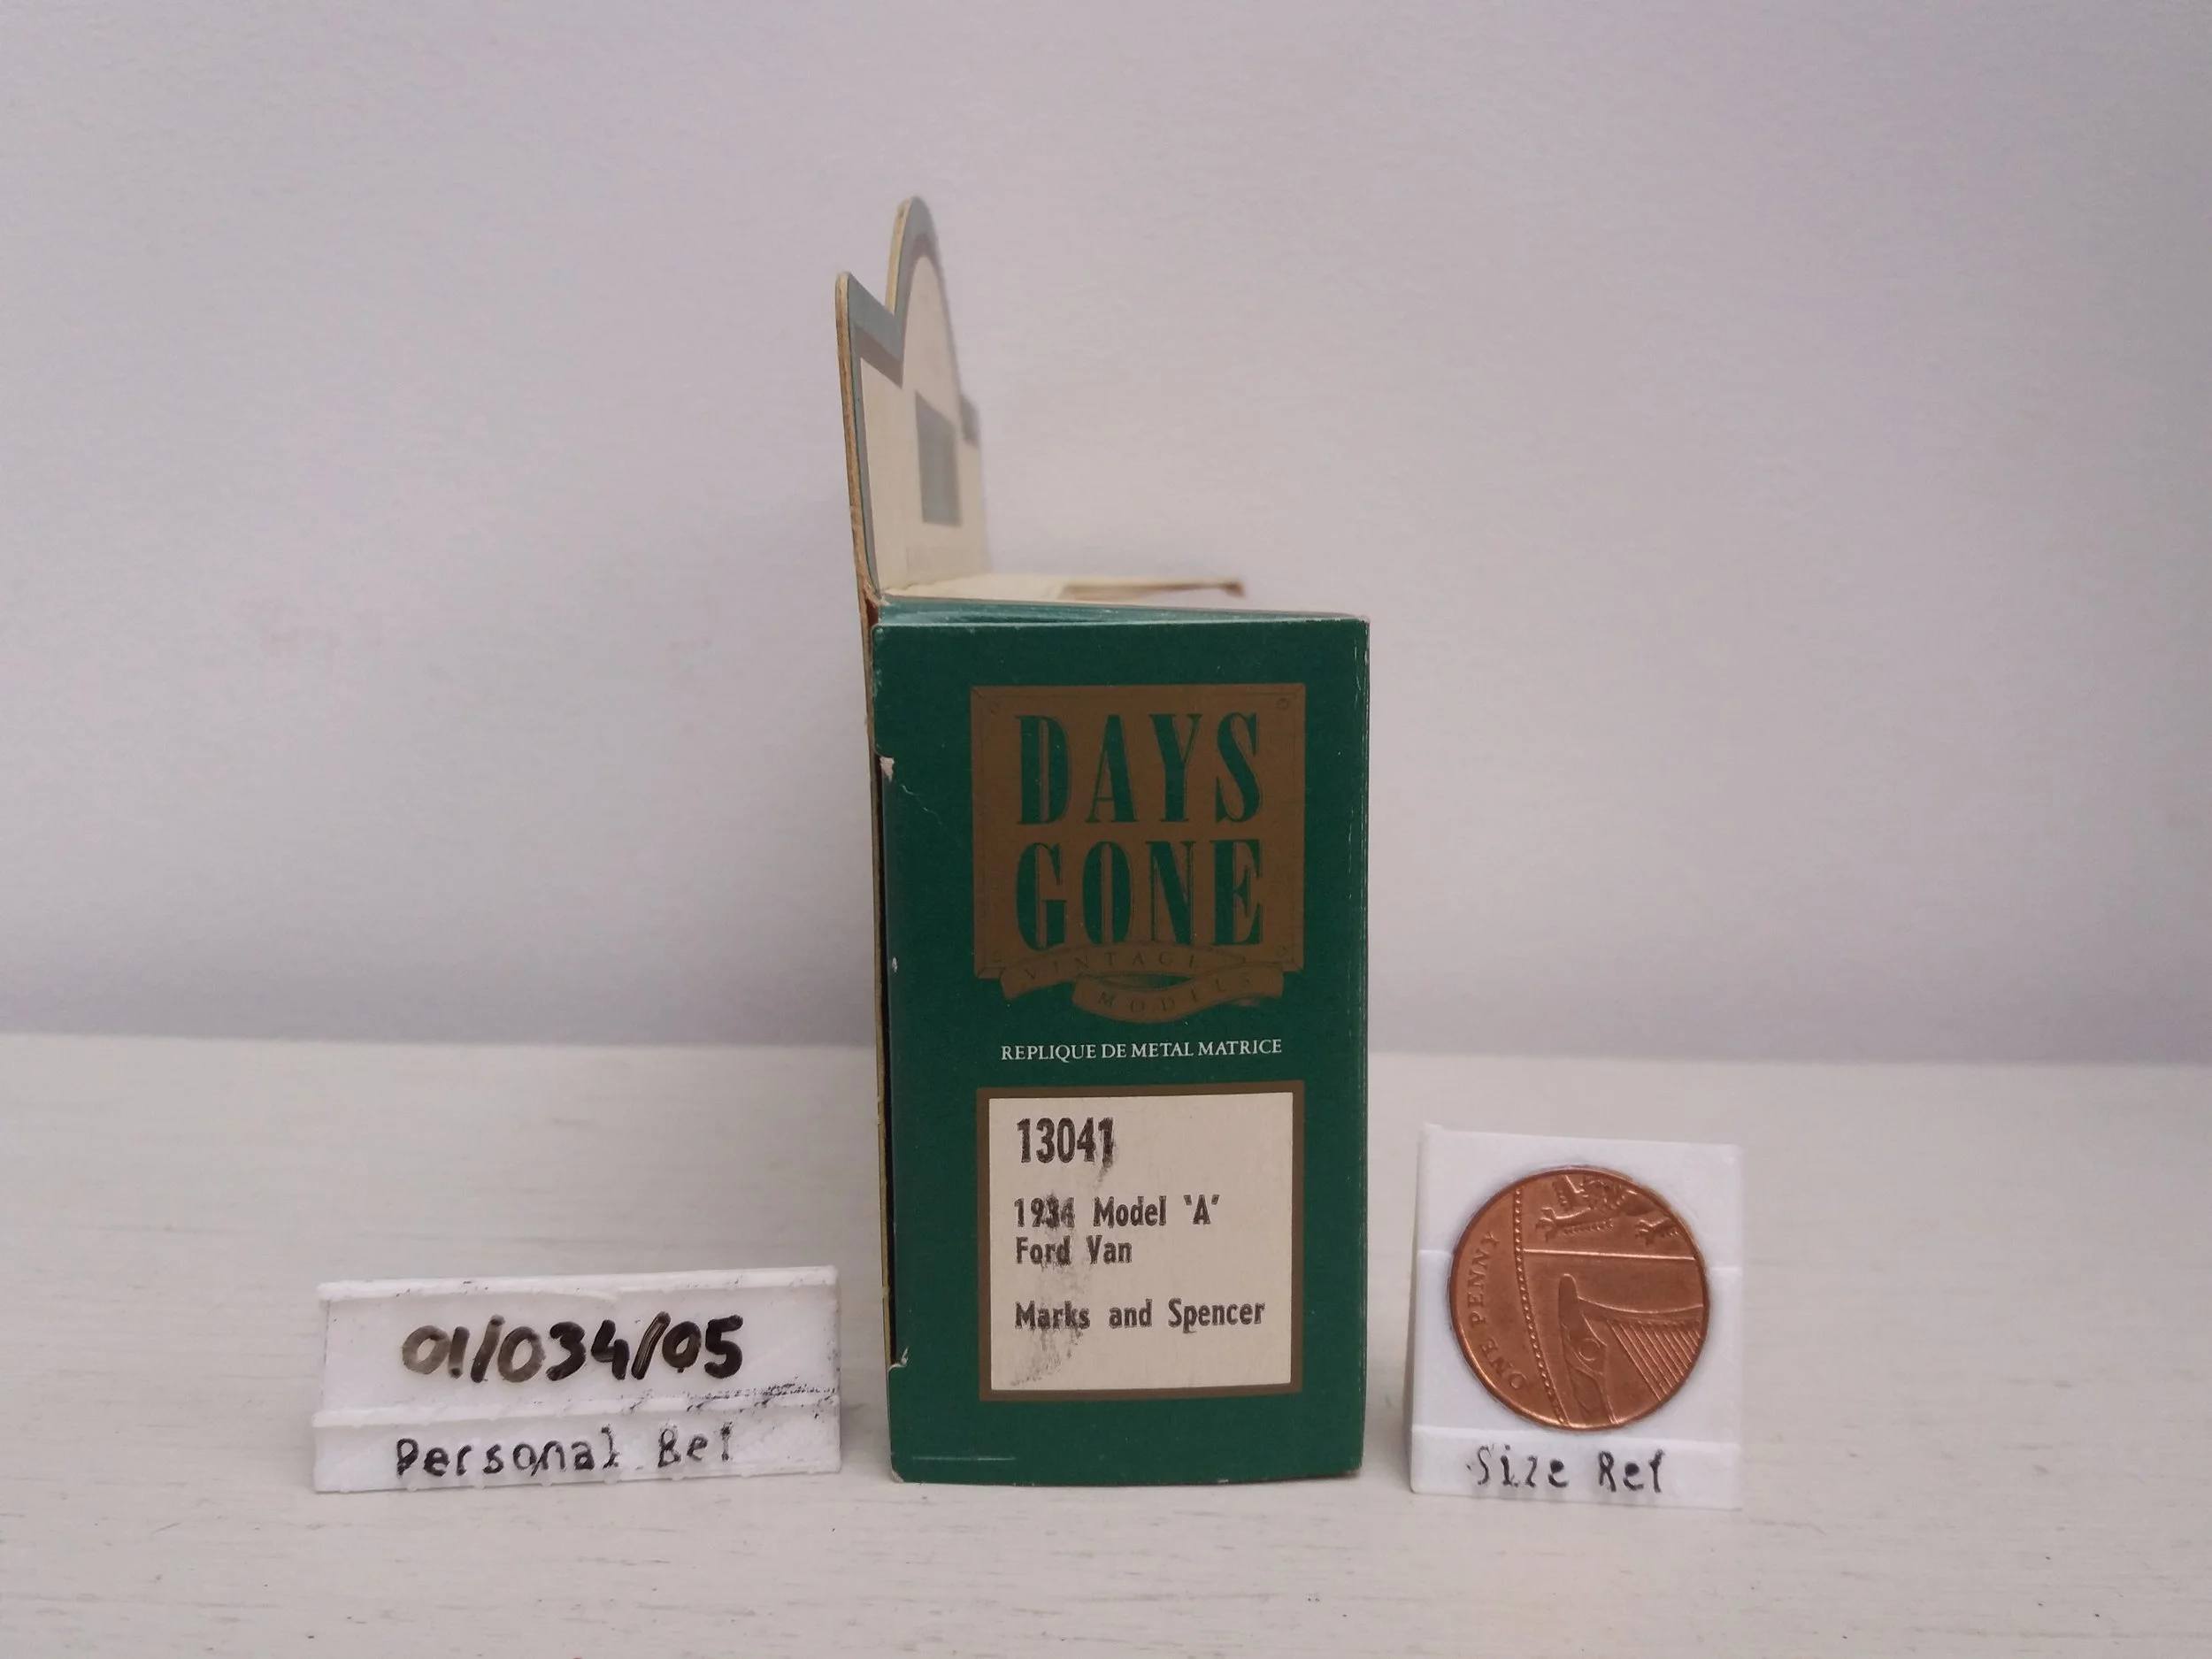 DAYS
GONE
VINTAGE
MODELS
REPLIQUE DE METAL MATRICE
13041
1934 Model 'A'
Ford Van
Marks and Spencer
01/034/05
Personal Ref
ONE PENNY
Size Ref